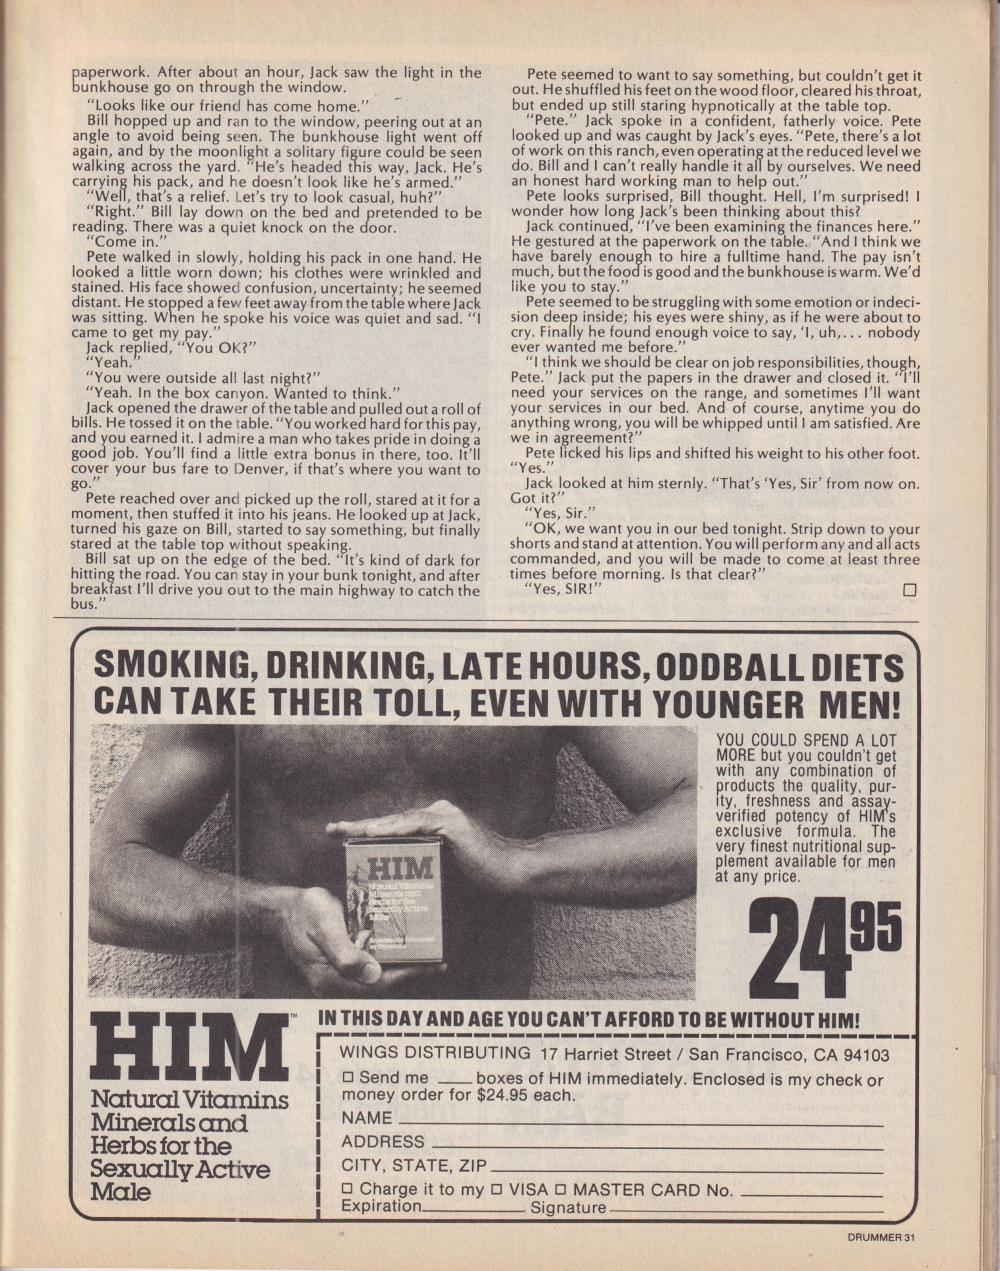 paperwork. After about an hour, Jack saw the light in the
bunkhouse go on through the window.
"Looks like our friend has come home."
Bill hopped up and ran to the window, peering out at an
angle to avoid being seen. The bunkhouse light went off
again, and by the moonlight a solitary figure could be seen
walking across the yard. "He's headed this way, Jack. He's
carrying his pack, and he doesn't look like he's armed."
"Well, that's a relief. Let's try to look casual, huh?"
"Right." Bill lay down on the bed and pretended to be
reading. There was a quiet knock on the door.
"Come in."
Pete walked in slowly, holding his pack in one hand. He
looked a little worn down; his clothes were wrinkled and
stained. His face showed confusion, uncertainty; he seemed
distant. He stopped a few feet away from the table where Jack
was sitting. When he spoke his voice was quiet and sad. "I
came to get my pay."
Jack replied, "You OK?"
"Yeah."
"You were outside all last night?"
"Yeah. In the box canyon. Wanted to think."
Jack opened the drawer of the table and pulled out a roll of
bills. He tossed it on the table. "You worked hard for this pay,
and you earned it. I admire a man who takes pride in doing a
good job. You'll find a little extra bonus in there, too. It'll
cover your bus fare to Denver, if that's where you want to
go."
Pete reached over and picked up the roll, stared at it for a
moment, then stuffed it into his jeans. He looked up at Jack,
turned his gaze on Bill, started to say something, but finally
stared at the table top without speaking.
Bill sat up on the edge of the bed. "It's kind of dark for
hitting the road. You can stay in your bunk tonight, and after
breakfast I'll drive you out to the main highway to catch the
bus."
Pete seemed to want to say something, but couldn't get it
out. He shuffled his feet on the wood floor, cleared his throat,
but ended up still staring hypnotically at the table top.
"Pete." Jack spoke in a confident, fatherly voice. Pete
looked up and was caught by Jack's eyes. "Pete, there's a lot
of work on this ranch, even operating at the reduced level we
do. Bill and I can't really handle it all by ourselves. We need
an honest hard working man to help out."
Pete looks surprised, Bill thought. Hell, I'm surprised! I
wonder how long Jack's been thinking about this?
Jack continued, "I've been examining the finances here."
He gestured at the paperwork on the table. "And I think we
have barely enough to hire a fulltime hand. The pay isn't
much, but the food is good and the bunkhouse is warm. We'd
like you to stay."
Pete seemed to be struggling with some emotion or indeci-
sion deep inside; his eyes were shiny, as if he were about to
cry. Finally he found enough voice to say, 'I, uh,... nobody
ever wanted me before."
"I think we should be clear on job responsibilities, though,
Pete." Jack put the papers in the drawer and closed it. "I'll
need your services on the range, and sometimes I'll want
your services in our bed. And of course, anytime you do
anything wrong, you will be whipped until I am satisfied. Are
we in agreement?"
Pete licked his lips and shifted his weight to his other foot.
"Yes."
Jack looked at him sternly. "That's 'Yes, Sir' from now on.
Got it?"
"Yes, Sir."
"OK, we want you in our bed tonight. Strip down to your
shorts and stand at attention. You will perform any and all acts
commanded, and you will be made to come at least three
times before morning. Is that clear?"
"Yes, SIR!" □
SMOKING, DRINKING, LATE HOURS, ODDBALL DIETS
CAN TAKE THEIR TOLL, EVEN WITH YOUNGER MEN!
HIM
Natural Vitamins
Minerals and
Herbs for the
Sexually Active
Male
YOU COULD SPEND A LOT
MORE but you couldn't get
with any combination of
products the quality, pur-
ity, freshness and assay-
verified potency of HIM's
exclusive formula. The
very finest nutritional sup-
plement available for men
at any price.
24 95
HIM™
Natural Vitamins
Minerals and
Herbs for the
Sexually Active
Male
IN THIS DAY AND AGE YOU CAN'T AFFORD TO BE WITHOUT HIM!
WINGS DISTRIBUTING 17 Harriet Street / San Francisco, CA 94103
□ Send me ____ boxes of HIM immediately. Enclosed is my check or
money order for $24.95 each.
NAME
ADDRESS
CITY, STATE, ZIP
□ Charge it to my □ VISA □ MASTER CARD No.
Expiration Signature
DRUMMER 31